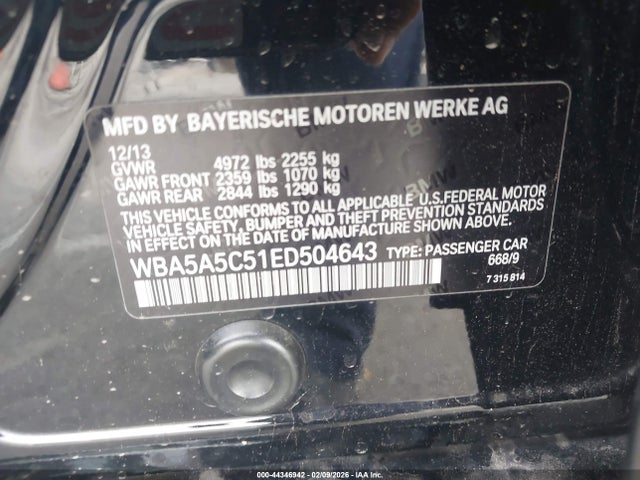 MFD BY BAYERISCHE MOTOREN WERKE AG
12/13
GVWR 4972 lbs 2255 kg
GAWR FRONT 2359 lbs 1070 kg
GAWR REAR 2844 lbs 1290 kg
THIS VEHICLE CONFORMS TO ALL APPLICABLE U.S.FEDERAL MOTOR
VEHICLE SAFETY, BUMPER AND THEFT PREVENTION STANDARDS
IN EFFECT ON THE DATE OF MANUFACTURE SHOWN ABOVE.
WBA5A5C51ED504643 TYPE: PASSENGER CAR
668/9
7 315 814
000-44346942 - 02/09/2026 - IAA Inc.